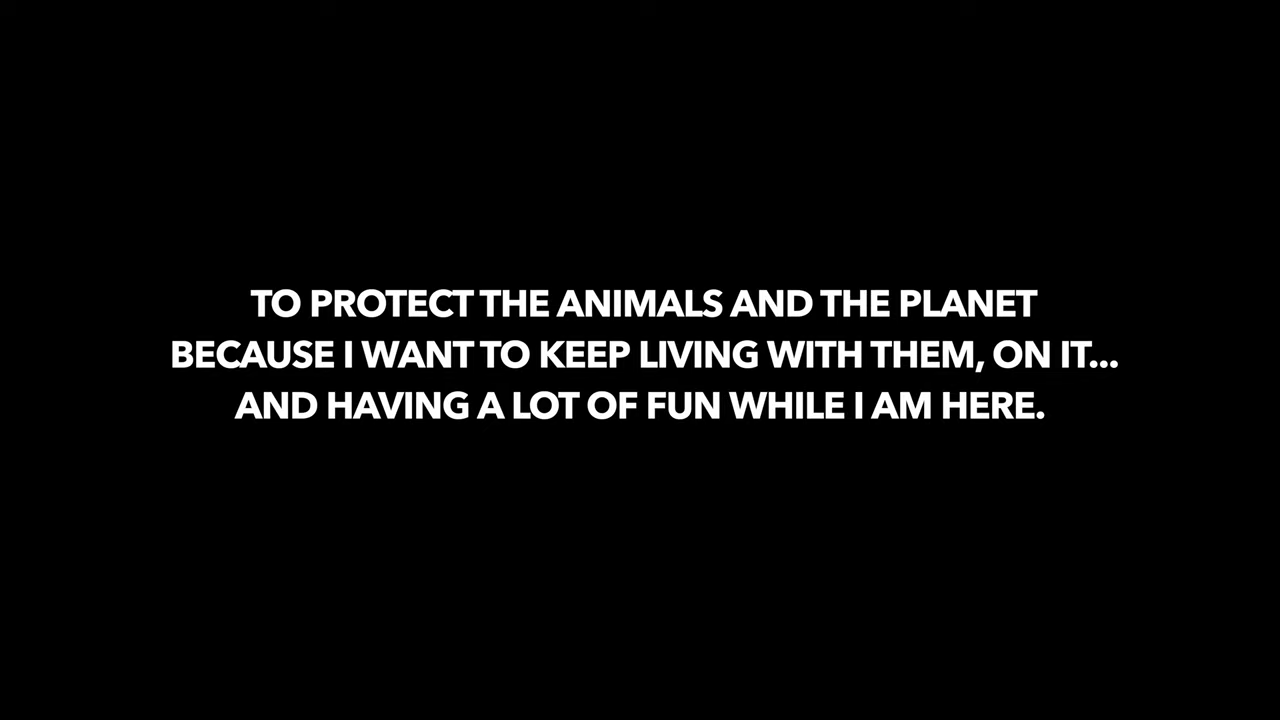 TO PROTECT THE ANIMALS AND THE PLANET
BECAUSE I WANT TO KEEP LIVING WITH THEM, ON IT...
AND HAVING A LOT OF FUN WHILE I AM HERE.